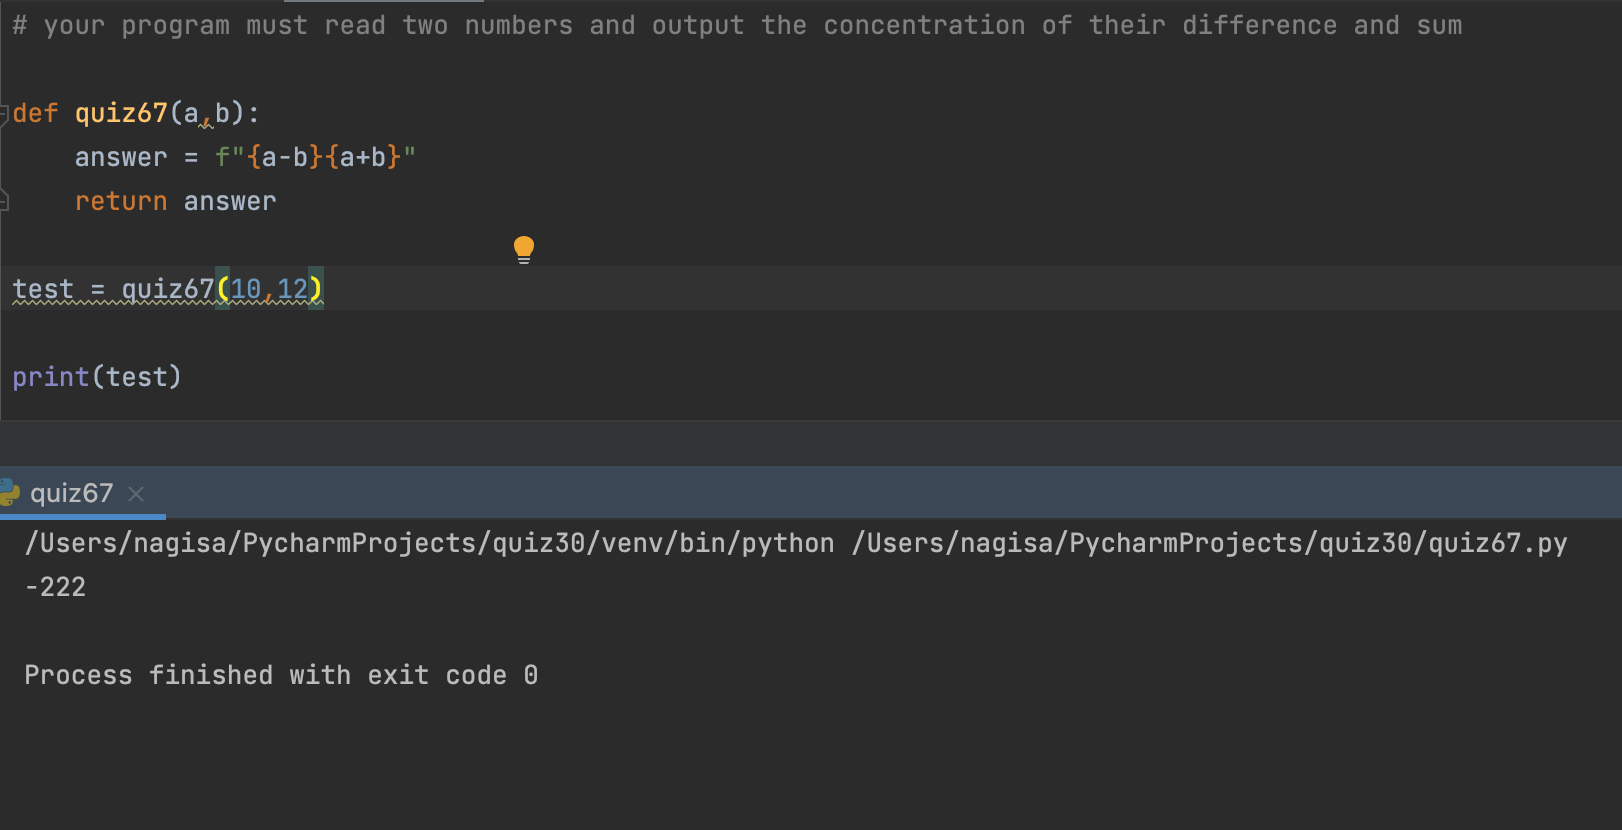 # your program must read two numbers and output the concentration of their difference and sum
def quiz67(a,b):
    answer = f"{a-b}{a+b}"
    return answer
test = quiz67(10,12)
print(test)
quiz67 ×
/Users/nagisa/PycharmProjects/quiz30/venv/bin/python /Users/nagisa/PycharmProjects/quiz30/quiz67.py
-222
Process finished with exit code 0